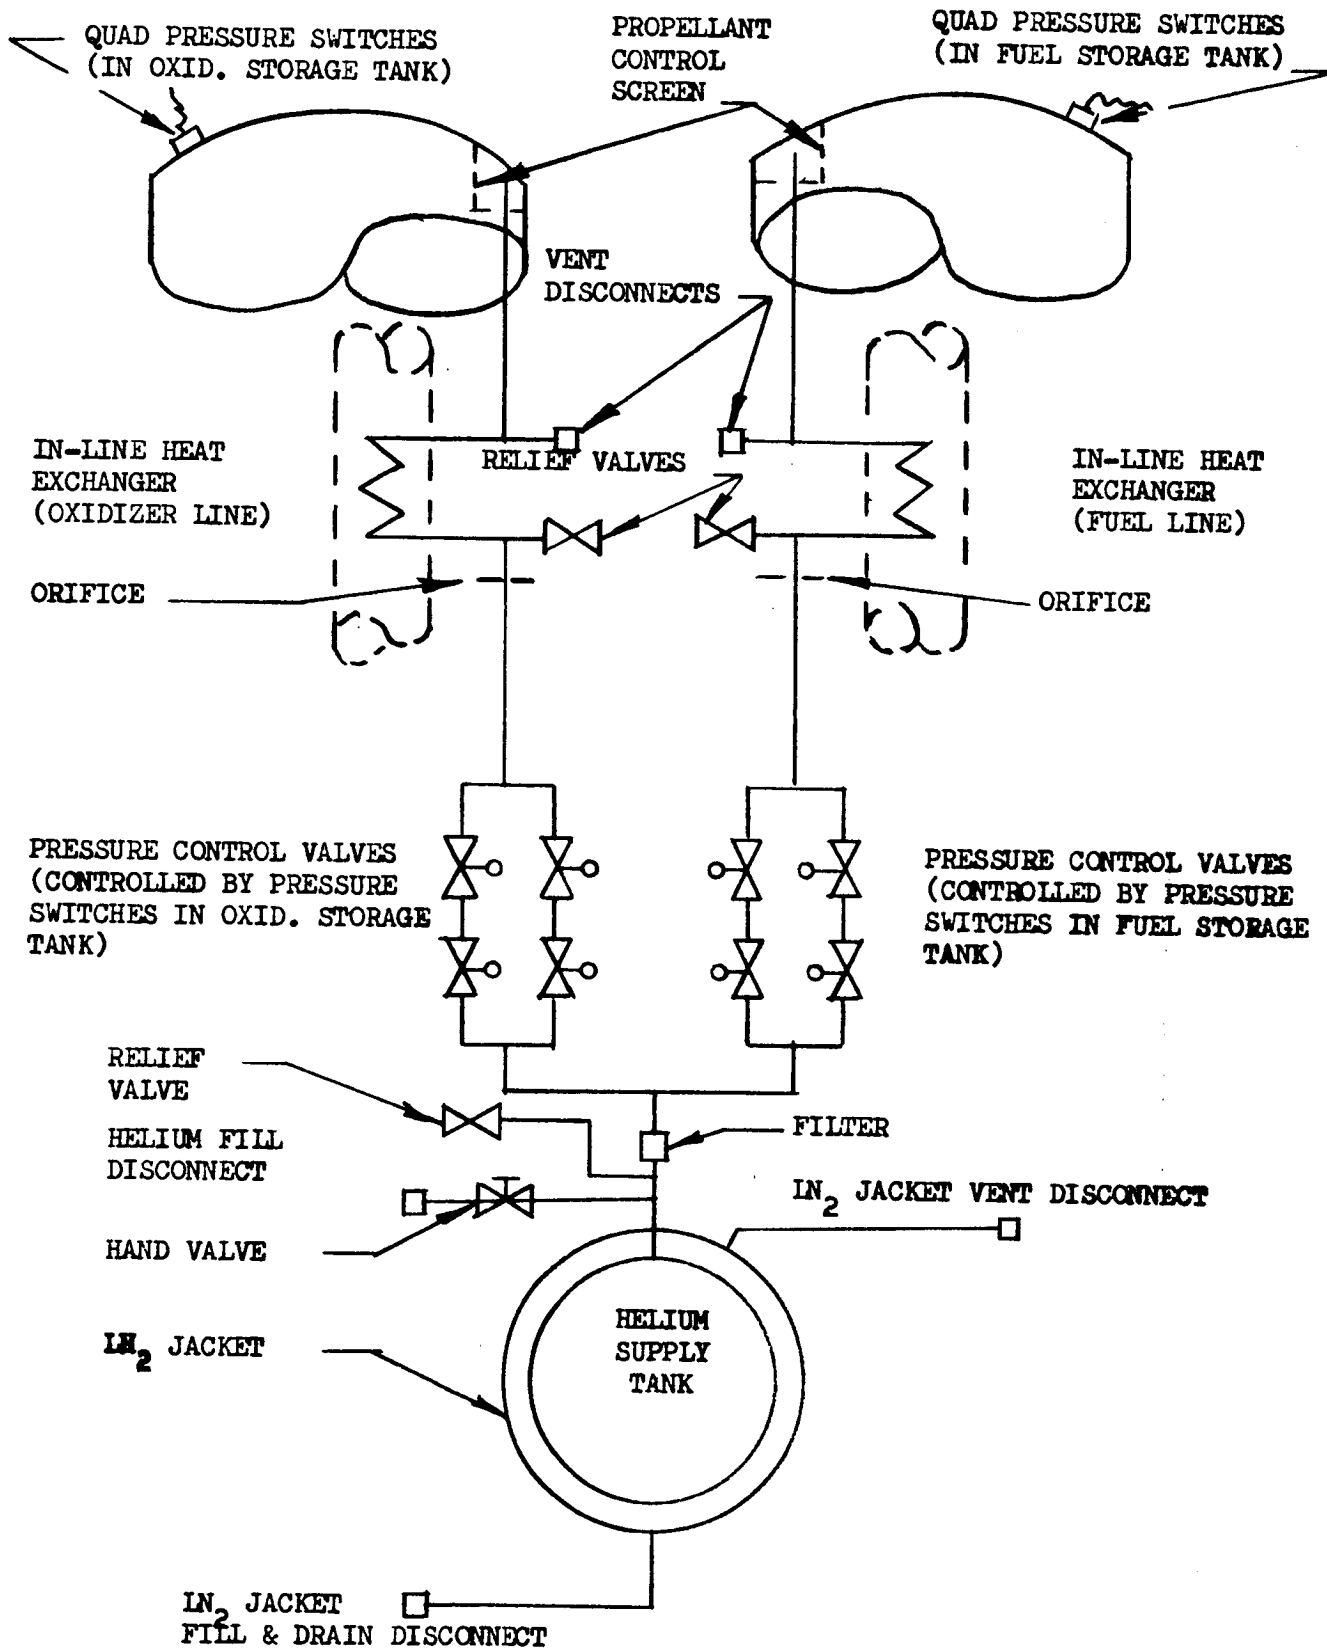 QUAD PRESSURE SWITCHES
(IN OXID. STORAGE TANK)
PROPELLANT
CONTROL
SCREEN
QUAD PRESSURE SWITCHES
(IN FUEL STORAGE TANK)
VENT
DISCONNECTS
IN-LINE HEAT
EXCHANGER
(OXIDIZER LINE)
RELIEF VALVES
IN-LINE HEAT
EXCHANGER
(FUEL LINE)
ORIFICE
ORIFICE
PRESSURE CONTROL VALVES
(CONTROLLED BY PRESSURE
SWITCHES IN OXID. STORAGE
TANK)
PRESSURE CONTROL VALVES
(CONTROLLED BY PRESSURE
SWITCHES IN FUEL STORAGE
TANK)
RELIEF
VALVE
FILTER
HELIUM FILL
DISCONNECT
LN2 JACKET VENT DISCONNECT
HAND VALVE
LN2 JACKET
HELIUM
SUPPLY
TANK
LN2 JACKET
FILL & DRAIN DISCONNECT